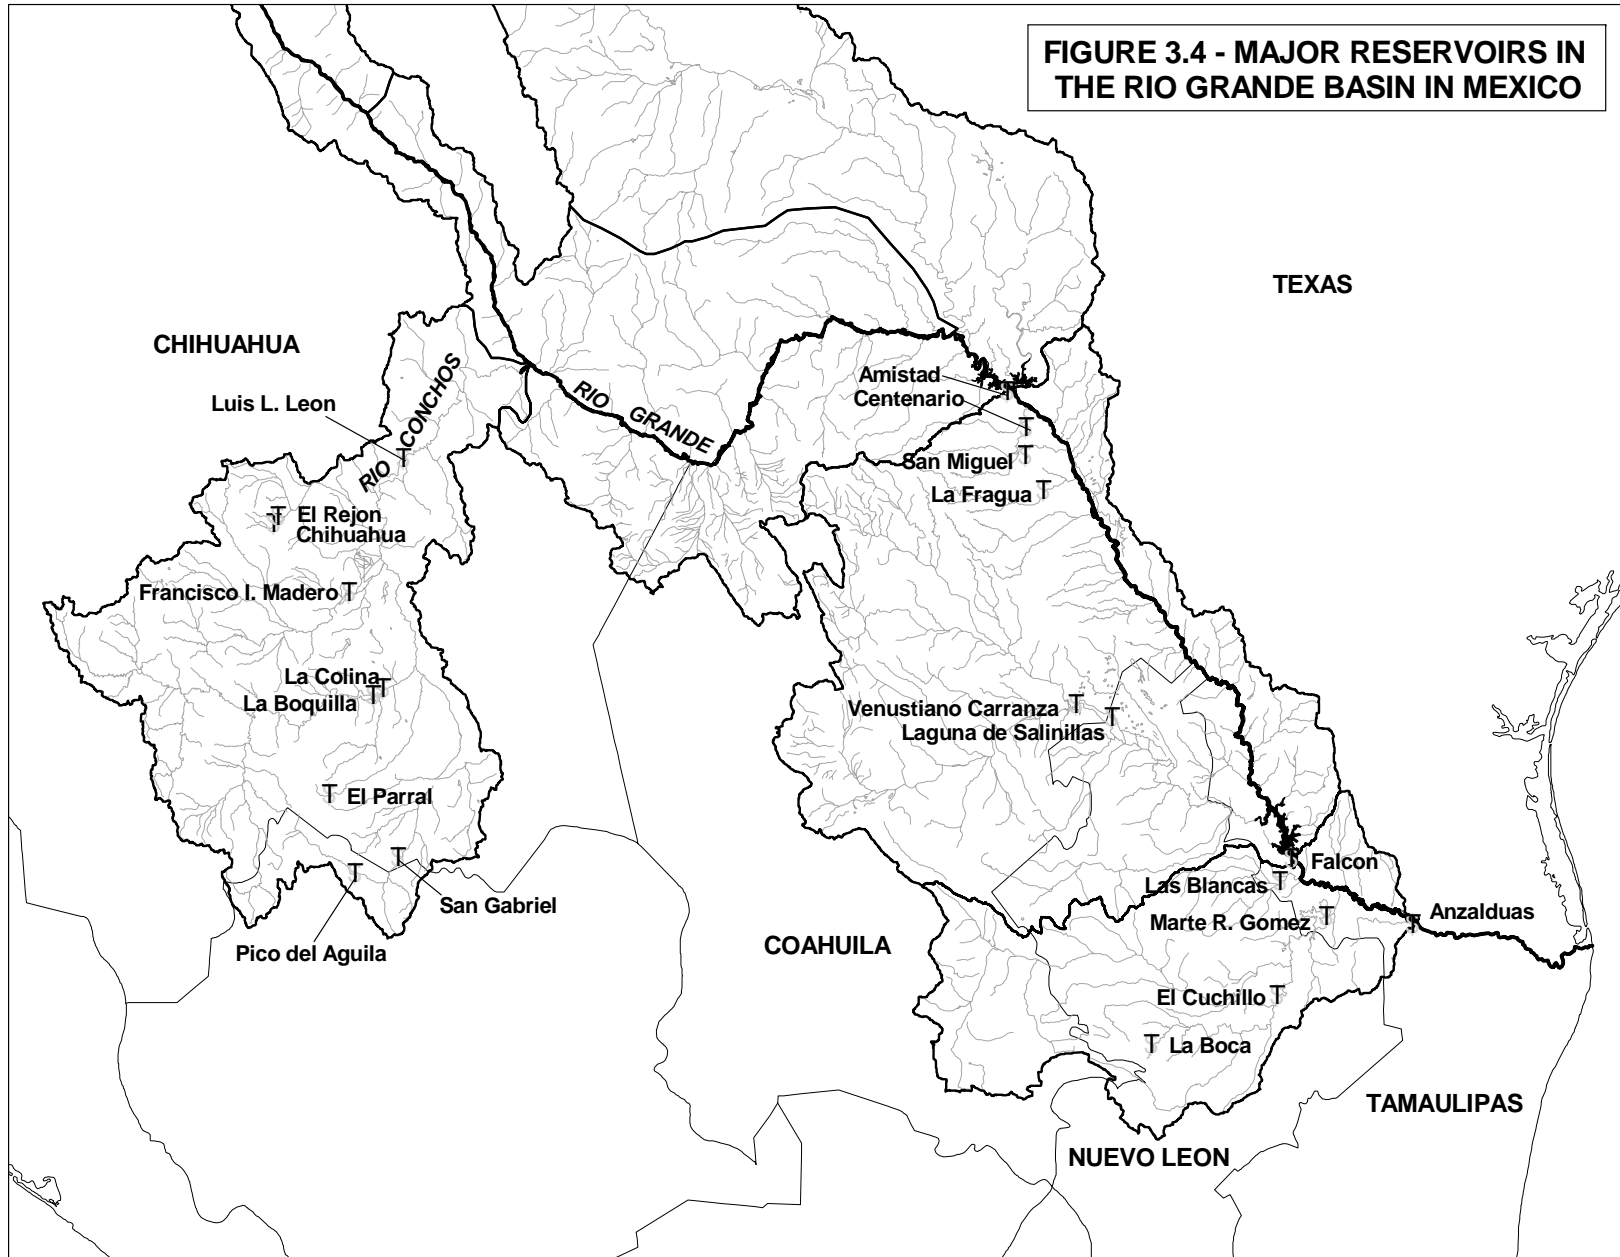 FIGURE 3.4 - MAJOR RESERVOIRS IN
THE RIO GRANDE BASIN IN MEXICO
TEXAS
CHIHUAHUA
RIO CONCHOS
Luis L. Leon
RIO GRANDE
Amistad
Centenario
San Miguel
La Fragua
El Rejon
Chihuahua
Francisco I. Madero
La Colina
La Boquilla
Venustiano Carranza
Laguna de Salinillas
El Parral
San Gabriel
Pico del Aguila
Falcon
Las Blancas
Marte R. Gomez
Anzalduas
COAHUILA
El Cuchillo
La Boca
TAMAULIPAS
NUEVO LEON